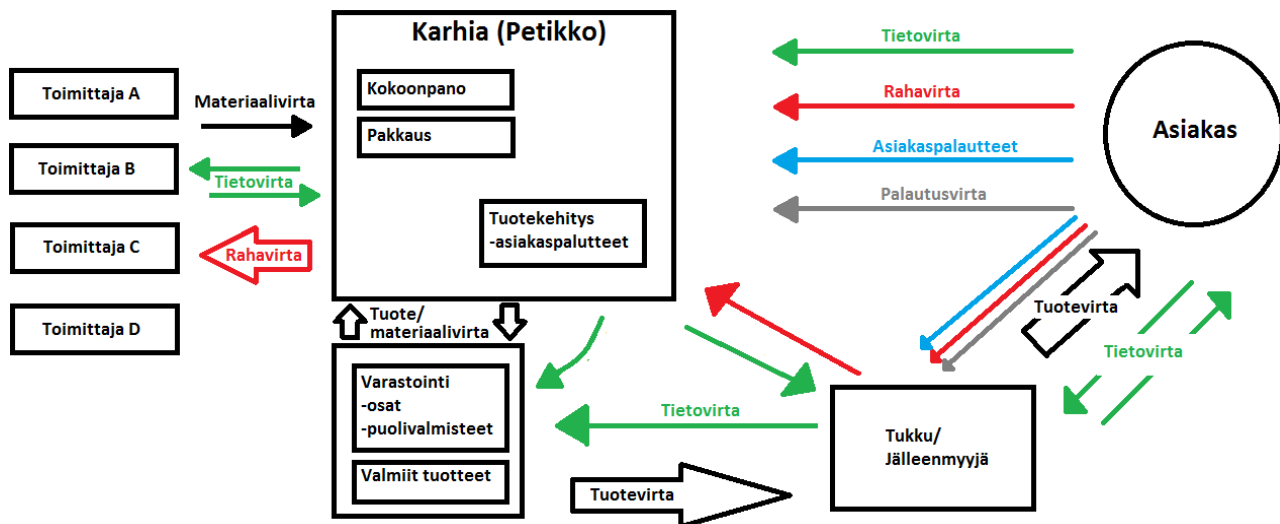 Karhia (Petikko)
Kokoonpano
Pakkaus
Tuotekehitys
-asiakaspalutteet
Toimittaja A
Toimittaja B
Toimittaja C
Toimittaja D
Materiaalivirta
Tietovirta
Rahavirta
Tietovirta
Rahavirta
Asiakaspalautteet
Palautusvirta
Asiakas
Tuote/
materiaalivirta
Varastointi
-osat
-puolivalmisteet
Valmiit tuotteet
Tietovirta
Tuotevirta
Tukku/
Jälleenmyyjä
Tuotevirta
Tietovirta